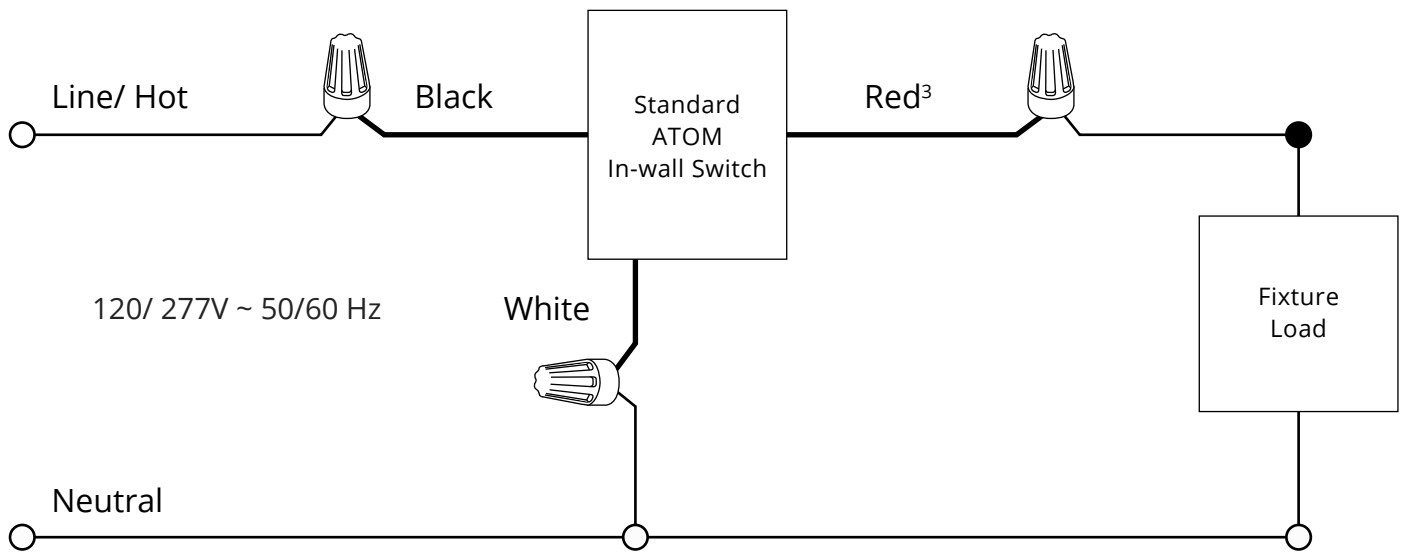 Line/ Hot
Black
Standard
ATOM
In-wall Switch
Red³
120/ 277V ~ 50/60 Hz
White
Fixture
Load
Neutral